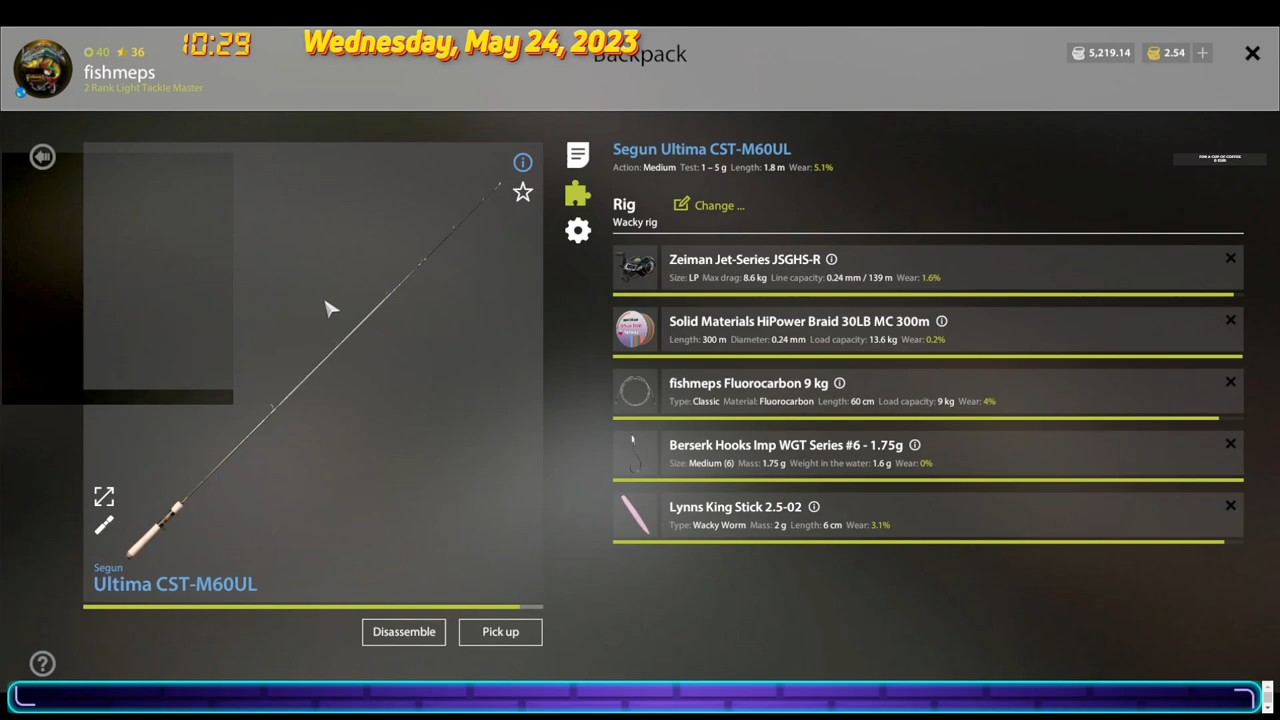 40 36
fishmeps
2 Rank Light Tackle Master
10:29
Wednesday, May 24, 2023
Backpack
5,219.14
2.54 +
FOR A CUP OF COFFEE
0 EUR
Segun Ultima CST-M60UL
Action: Medium Test: 1 – 5 g Length: 1.8 m Wear: 5.1%
Rig Change ...
Wacky rig
Zeiman Jet-Series JSGHS-R
Size: LP Max drag: 8.6 kg Line capacity: 0.24 mm / 139 m Wear: 1.6%
Solid Materials HiPower Braid 30LB MC 300m
Length: 300 m Diameter: 0.24 mm Load capacity: 13.6 kg Wear: 0.2%
fishmeps Fluorocarbon 9 kg
Type: Classic Material: Fluorocarbon Length: 60 cm Load capacity: 9 kg Wear: 4%
Berserk Hooks Imp WGT Series #6 - 1.75g
Size: Medium (6) Mass: 1.75 g Weight in the water: 1.6 g Wear: 0%
Lynns King Stick 2.5-02
Type: Wacky Worm Mass: 2 g Length: 6 cm Wear: 3.1%
Segun
Ultima CST-M60UL
Disassemble
Pick up